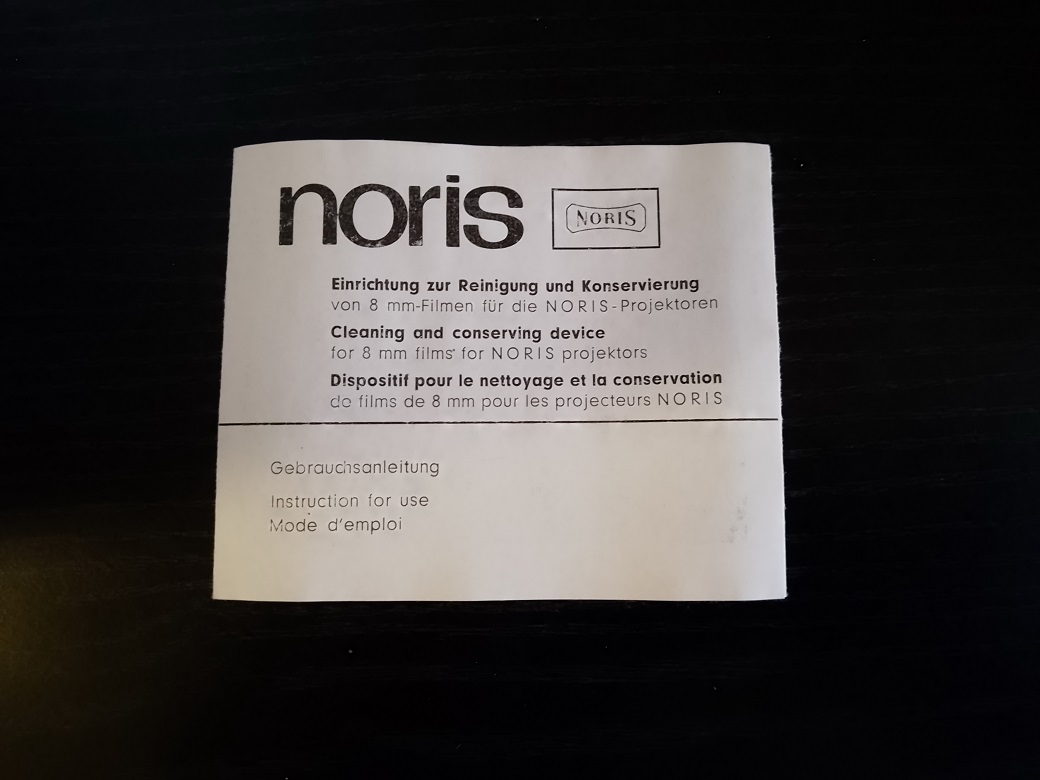 noris
NORIS
Einrichtung zur Reinigung und Konservierung
von 8 mm-Filmen für die NORIS-Projektoren
Cleaning and conserving device
for 8 mm films for NORIS projektors
Dispositif pour le nettoyage et la conservation
de films de 8 mm pour les projecteurs NORIS
Gebrauchsanleitung
Instruction for use
Mode d'emploi